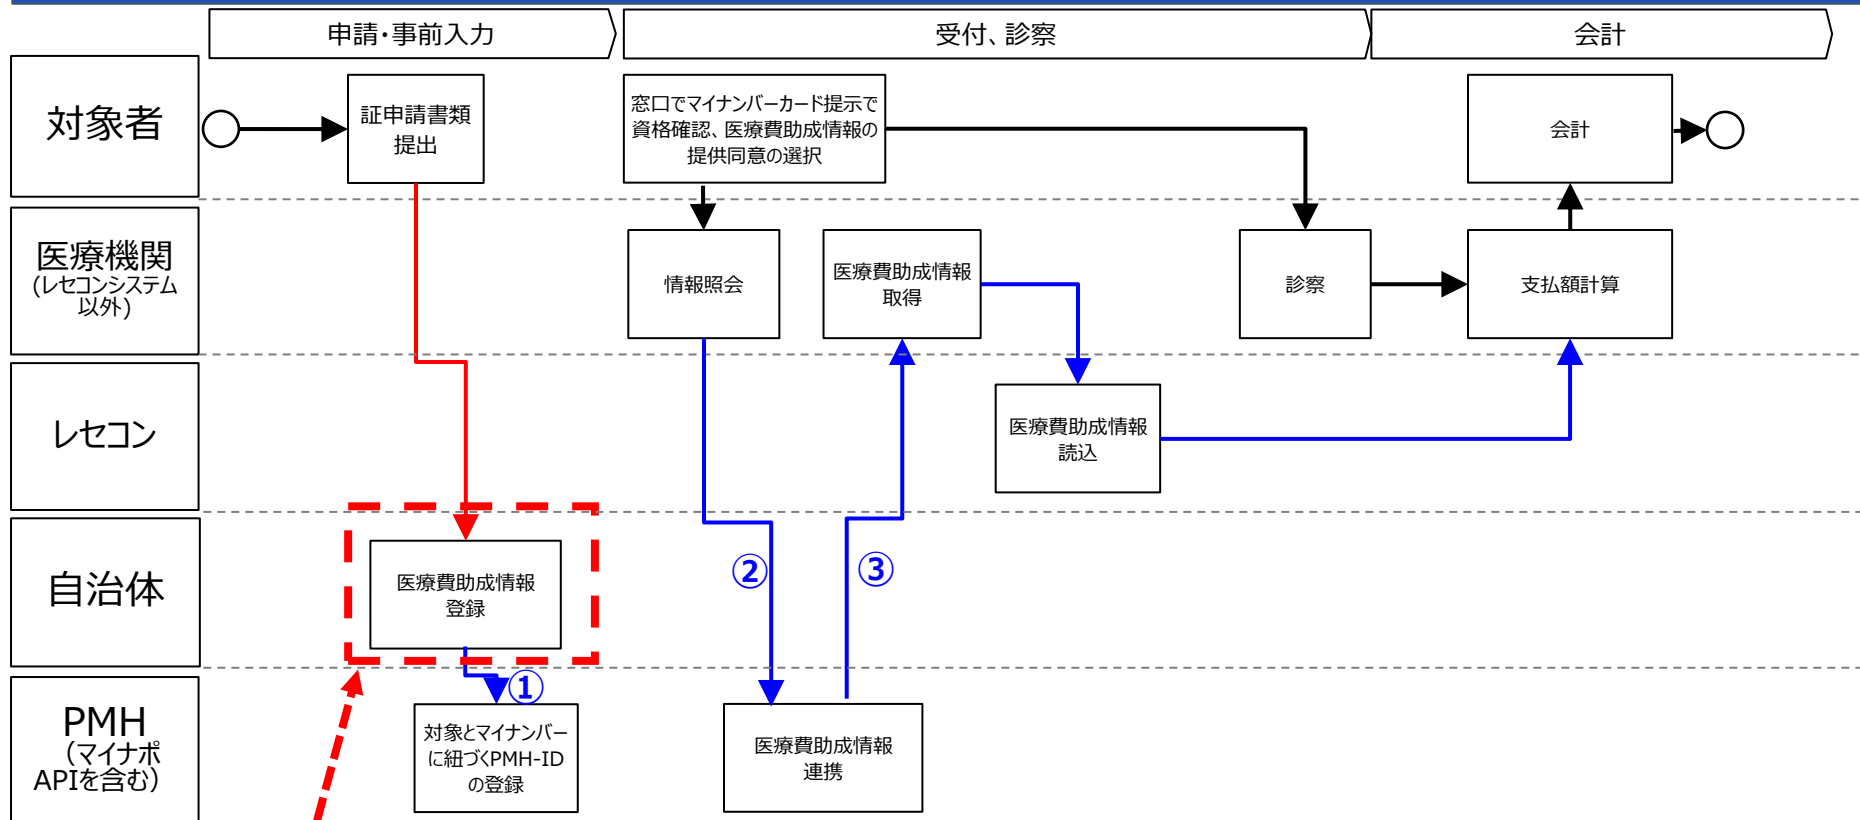 申請・事前入力
受付、診察
会計
対象者
証申請書類
提出
窓口でマイナンバーカード提示で
資格確認、医療費助成情報の
提供同意の選択
会計
医療機関
(レセコンシステム
以外)
情報照会
医療費助成情報
取得
診察
支払額計算
レセコン
医療費助成情報
読込
自治体
医療費助成情報
登録
②
③
①
PMH
（マイナポ
APIを含む）
対象とマイナンバー
に紐づくPMH-ID
の登録
医療費助成情報
連携